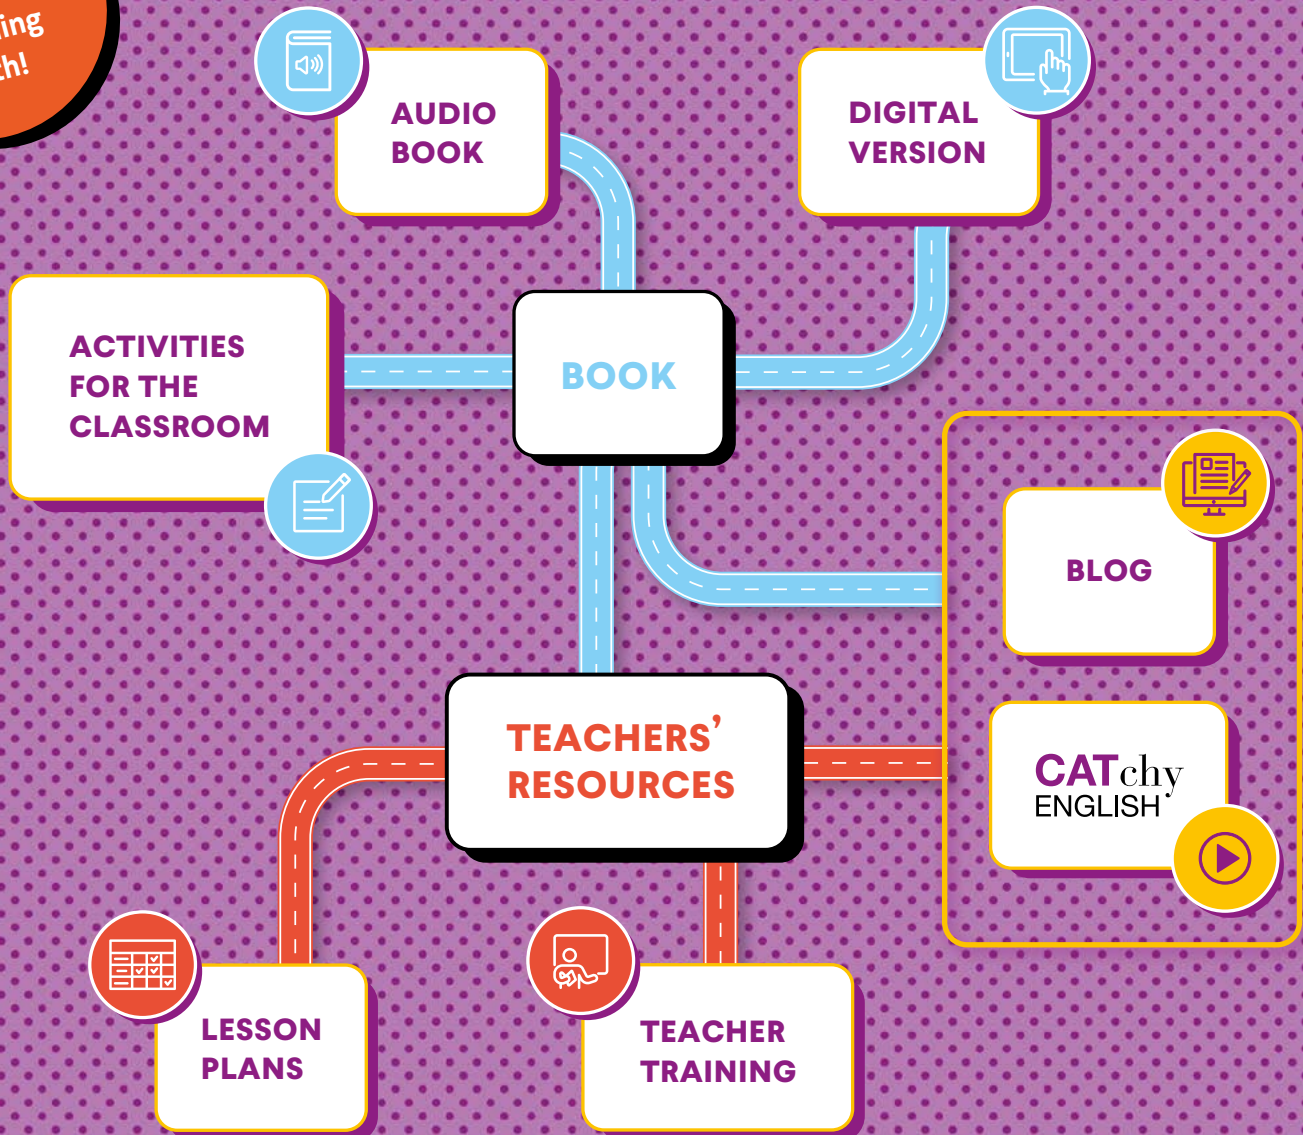 AUDIO
BOOK
DIGITAL
VERSION
ACTIVITIES
FOR THE
CLASSROOM
BOOK
BLOG
TEACHERS'
RESOURCES
CATchy
ENGLISH
LESSON
PLANS
TEACHER
TRAINING